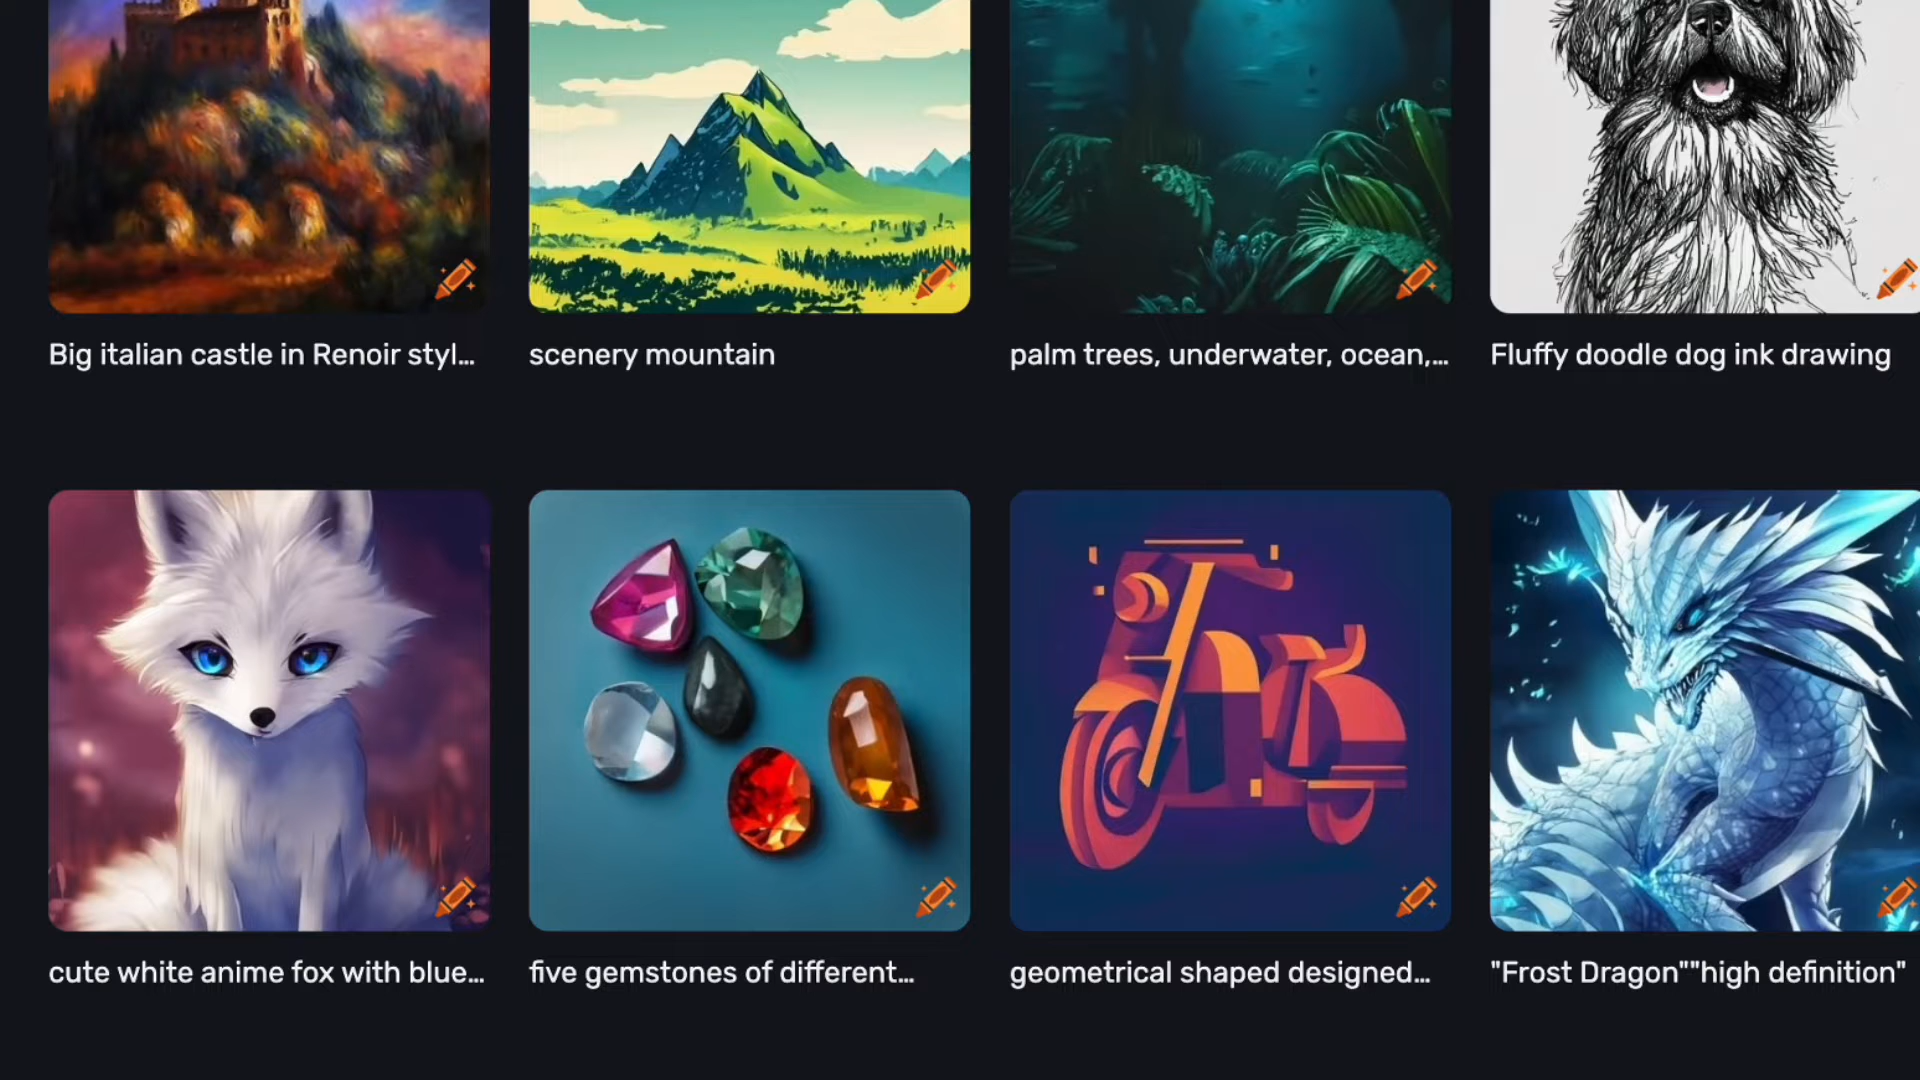 Big italian castle in Renoir styl...
scenery mountain
palm trees, underwater, ocean,...
Fluffy doodle dog ink drawing
cute white anime fox with blue...
five gemstones of different...
geometrical shaped designed...
"Frost Dragon""high definition"